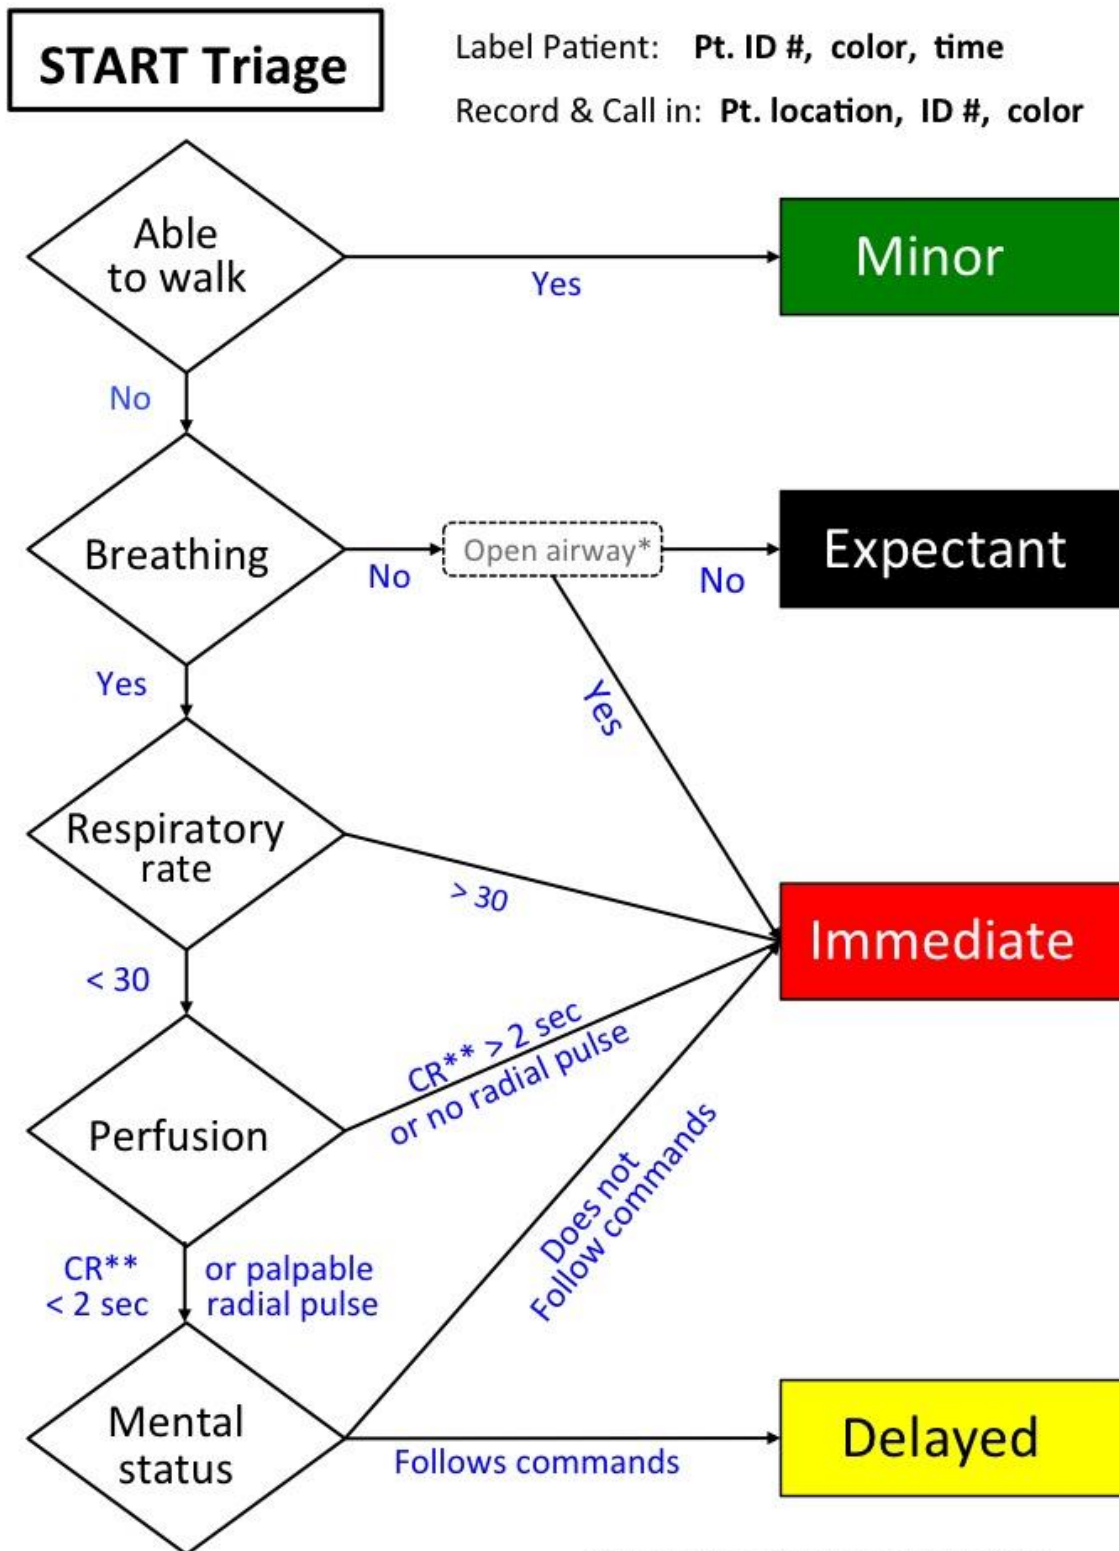 START Triage
Label Patient: Pt. ID #, color, time
Record & Call in: Pt. location, ID #, color
Able
to walk
Yes
Minor
No
Breathing
No
Open airway*
No
Expectant
Yes
Yes
Respiratory
rate
> 30
Immediate
< 30
CR** > 2 sec
or no radial pulse
Perfusion
Does not
Follow commands
CR**
< 2 sec
or palpable
radial pulse
Mental
status
Follows commands
Delayed